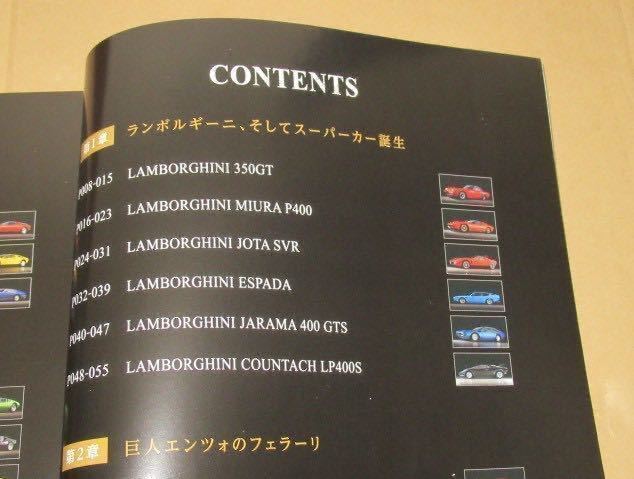 CONTENTS
第1章 ランボルギーニ、そしてスーパーカー誕生
P008-015 LAMBORGHINI 350GT
P016-023 LAMBORGHINI MIURA P400
P024-031 LAMBORGHINI JOTA SVR
P032-039 LAMBORGHINI ESPADA
P040-047 LAMBORGHINI JARAMA 400 GTS
P048-055 LAMBORGHINI COUNTACH LP400S
第2章 巨人エンツォのフェラーリ